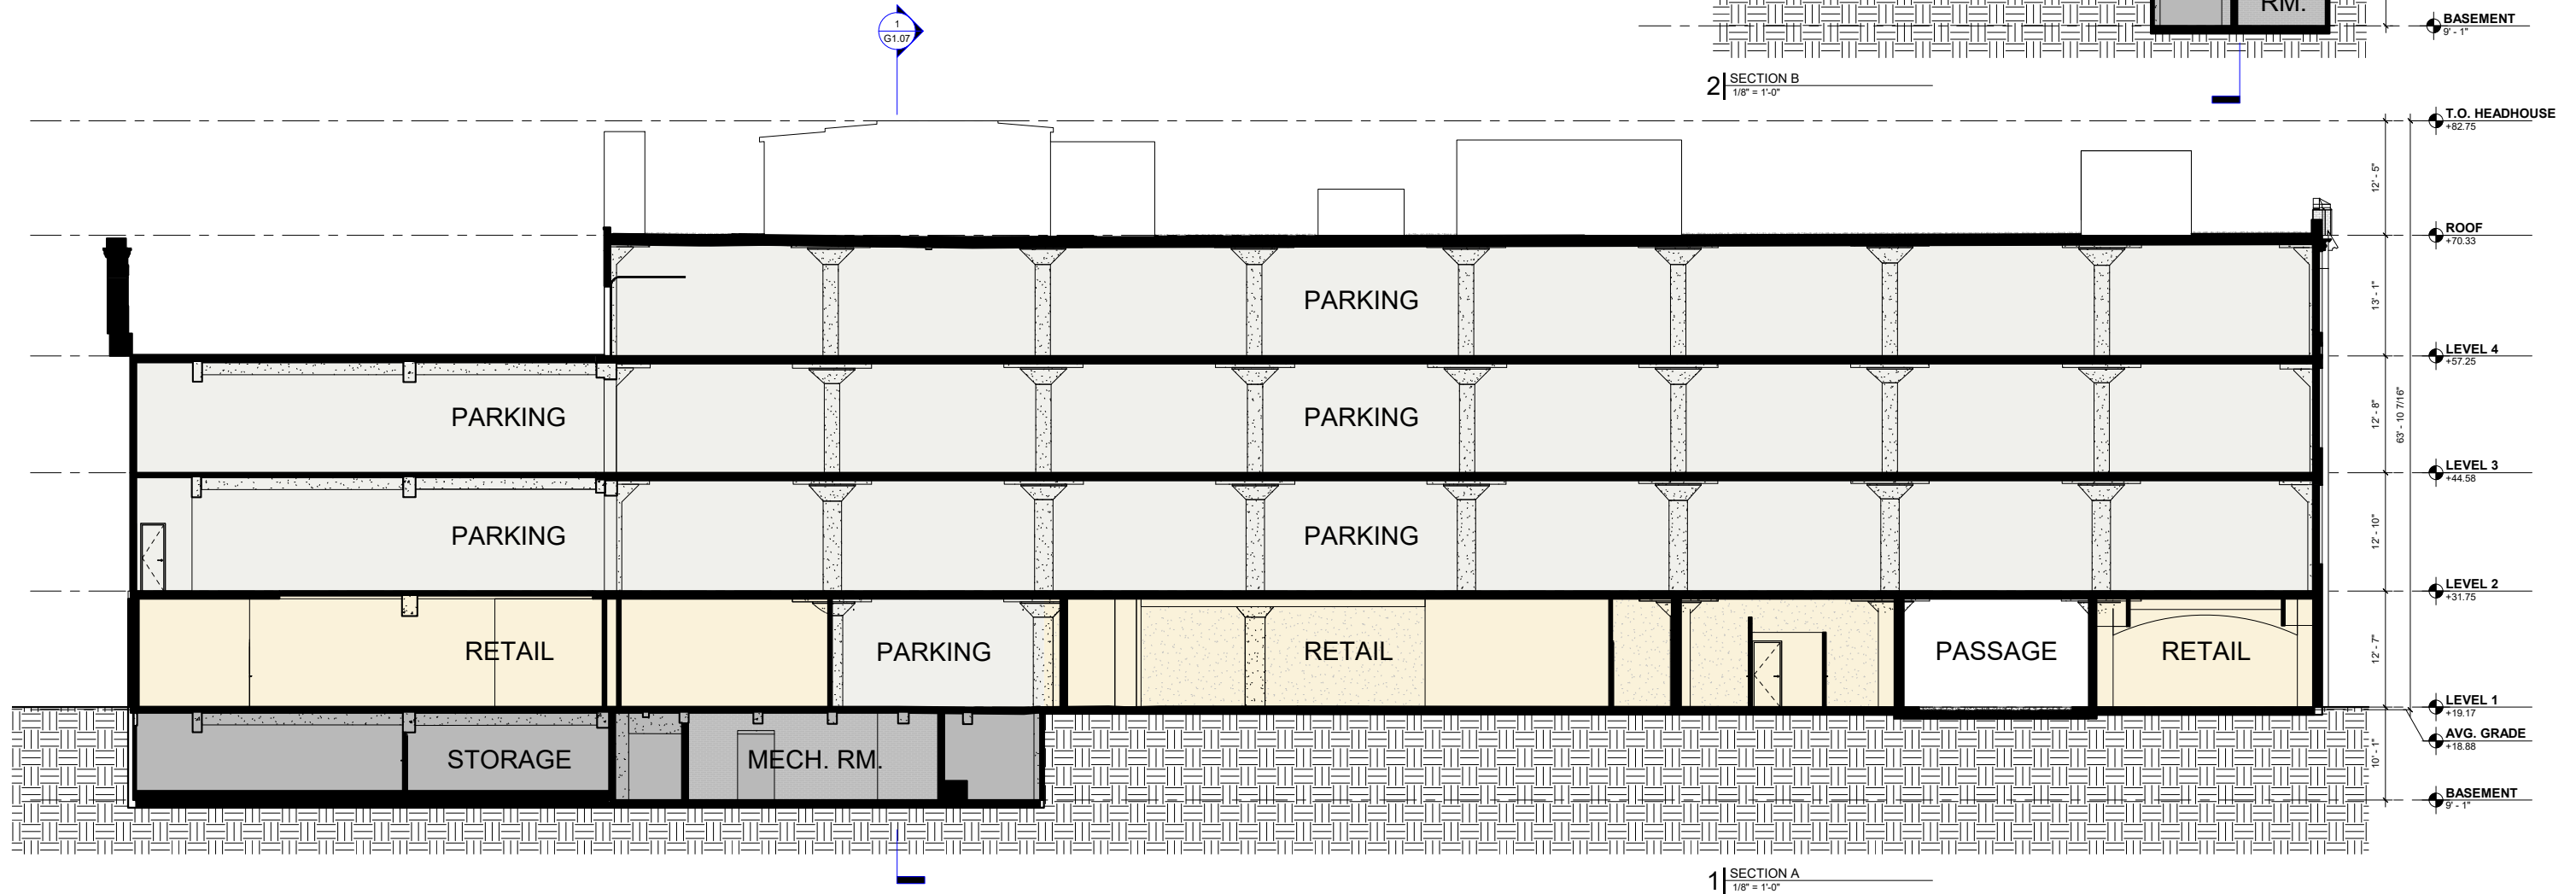 RM.
BASEMENT
9' - 1"
1
G1.07
2
SECTION B
1/8" = 1'-0"
T.O. HEADHOUSE
+82.75
12' - 5"
ROOF
+70.33
PARKING
13' - 1"
LEVEL 4
+57.25
PARKING
PARKING
12' - 8"
63' - 10 7/16"
LEVEL 3
+44.58
PARKING
PARKING
12' - 10"
LEVEL 2
+31.75
RETAIL
PARKING
RETAIL
PASSAGE
RETAIL
12' - 7"
LEVEL 1
+19.17
AVG. GRADE
+18.88
STORAGE
MECH. RM.
10' - 1"
BASEMENT
9' - 1"
1
SECTION A
1/8" = 1'-0"